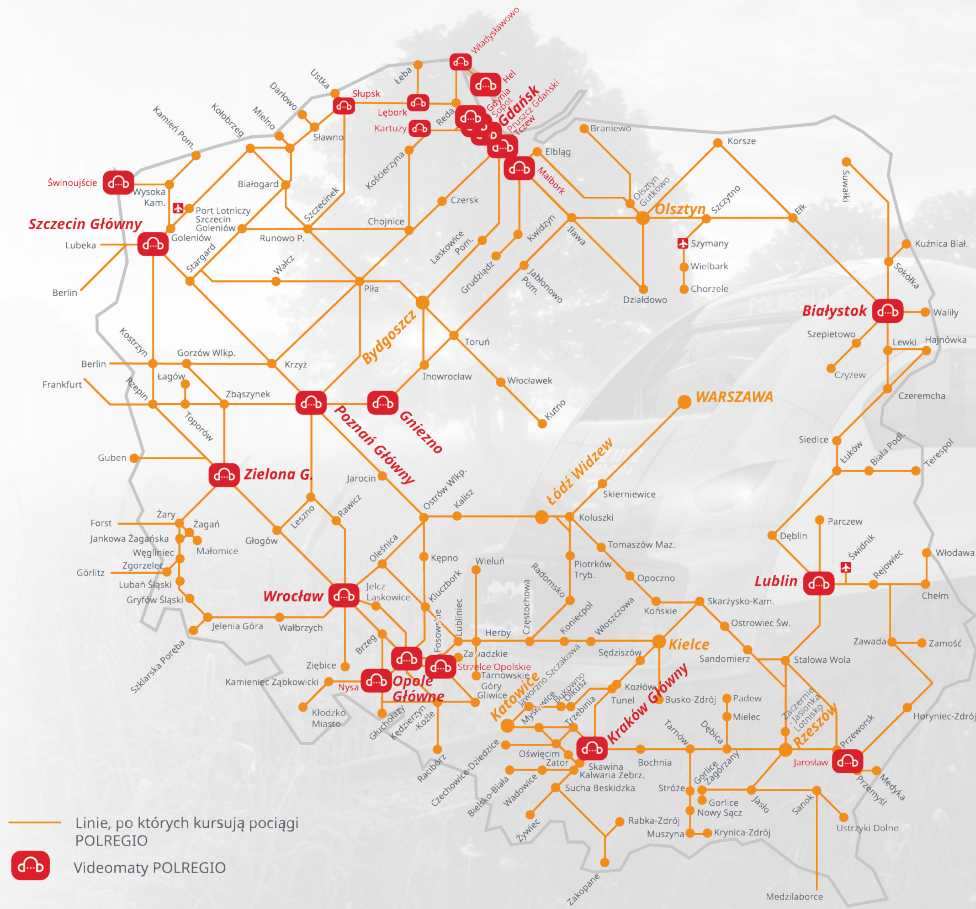 Władysławowo
Hel
Łeba
Ustka
Słupsk
Lębork
Reda
Gdynia
Sopot
Gdańsk
Pruszcz Gdański
Tczew
Kartuzy
Darłowo
Mielno
Sławno
Kołobrzeg
Kamień Pom.
Braniewo
Elbląg
Malbork
Korsze
Kościerzyna
Świnoujście
Wysoka
Kam.
Białogard
Szczecinek
Czersk
Olsztyn
Gutkowo
Olsztyn
Szczytno
Ełk
Suwałki
Port Lotniczy
Szczecin
Goleniów
Goleniów
Szczecin Główny
Lubeka
Runowo P.
Chojnice
Laskowice
Pom.
Kwidzyn
Iława
Szymany
Kuźnica Biał.
Stargard
Wałcz
Grudziądz
Jabłonowo
Pom.
Wielbark
Sokółka
Berlin
Piła
Działdowo
Chorzele
Bydgoszcz
Białystok
Waliły
Kostrzyn
Gorzów Wlkp.
Toruń
Szepietowo
Lewki
Hajnówka
Berlin
Krzyż
Czyżew
Łagów
Inowrocław
Włocławek
Frankfurt
Rzepin
Zbąszynek
Kutno
WARSZAWA
Czeremcha
Toporów
Poznań Główny
Gniezno
Guben
Zielona G.
Siedlce
Łuków
Biała Podl.
Terespol
Jarocin
Ostrów Wlkp.
Kalisz
Łódź Widzew
Skierniewice
Leszno
Rawicz
Żary
Forst
Żagań
Jankowa Żagańska
Małomice
Głogów
Koluszki
Parczew
Węgliniec
Zgorzelec
Görlitz
Oleśnica
Kępno
Wieluń
Tomaszów Maz.
Dęblin
Świdnik
Włodawa
Piotrków
Tryb.
Opoczno
Rejowiec
Lubań Śląski
Gryfów Śląski
Wrocław
Jelcz
Laskowice
Kluczbork
Radomsko
Lublin
Chełm
Końskie
Skarżysko-Kam.
Jelenia Góra
Wałbrzych
Brzeg
Fosowskie
Lubliniec
Herby
Częstochowa
Koniecpol
Włoszczowa
Kielce
Ostrowiec Św.
Zawada
Zamość
Szklarska Poręba
Ziębice
Zawadzkie
Strzelce Opolskie
Sędziszów
Sandomierz
Stalowa Wola
Kamieniec Ząbkowicki
Nysa
Opole
Główne
Tarnowskie
Góry
Gliwice
Katowice
Mysłowice
Jaworzno Szczakowa
Bukowno
Olkusz
Kozłów
Tunel
Busko-Zdrój
Padew
Mielec
Kłodzko
Miasto
Głuchołazy
Kędzierzyn
-Koźle
Trzebinia
Kraków Główny
Zaczernie
-Jasionka
Lotnisko
Rzeszów
Horyniec-Zdrój
Racibórz
Czechowice-Dziedzice
Oświęcim
Zator
Skawina
Bochnia
Tarnów
Dębica
Przeworsk
Jarosław
Przemyśl
Medyka
Bielsko-Biała
Wadowice
Kalwaria Zebrz.
Sucha Beskidzka
Stróże
Gorlice
Zagórzany
Gorlice
Nowy Sącz
Jasło
Sanok
Żywiec
Rabka-Zdrój
Muszyna
Krynica-Zdrój
Ustrzyki Dolne
Zakopane
Medzilaborce
Linie, po których kursują pociągi
POLREGIO
Videomaty POLREGIO